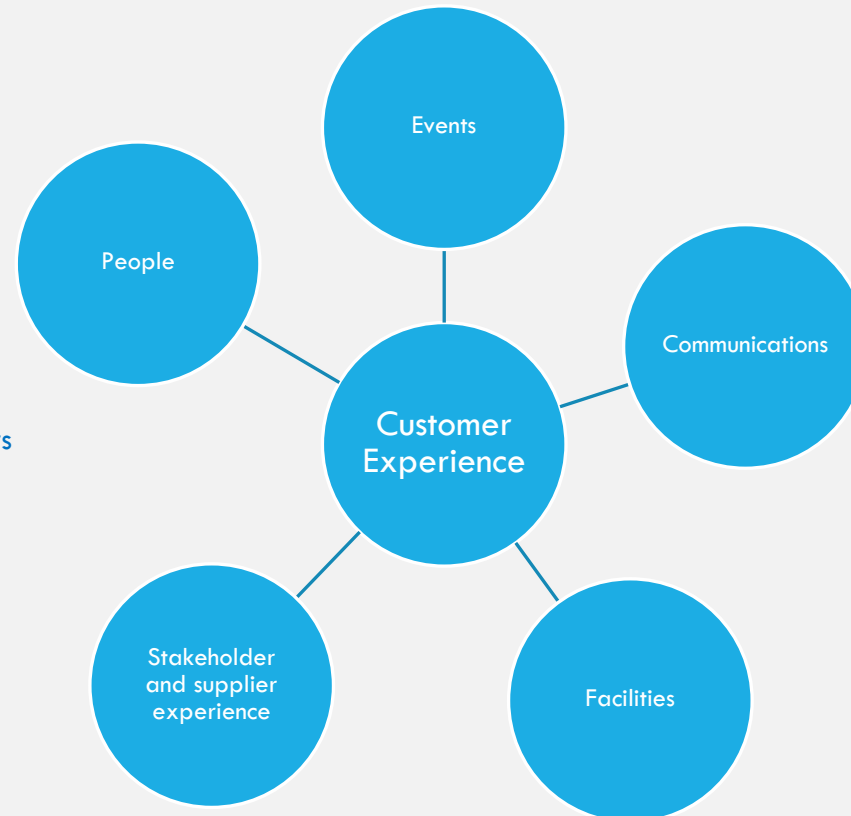 Events
People
Communications
Customer
Experience
Stakeholder
and supplier
experience
Facilities